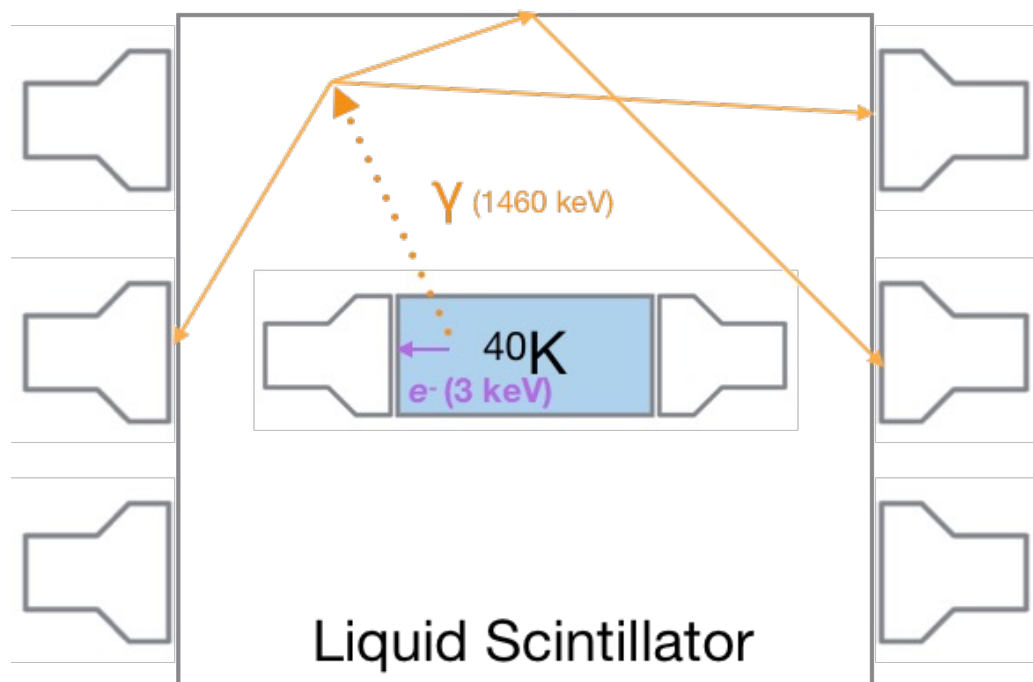 γ (1460 keV)
⁴⁰K
e⁻ (3 keV)
Liquid Scintillator